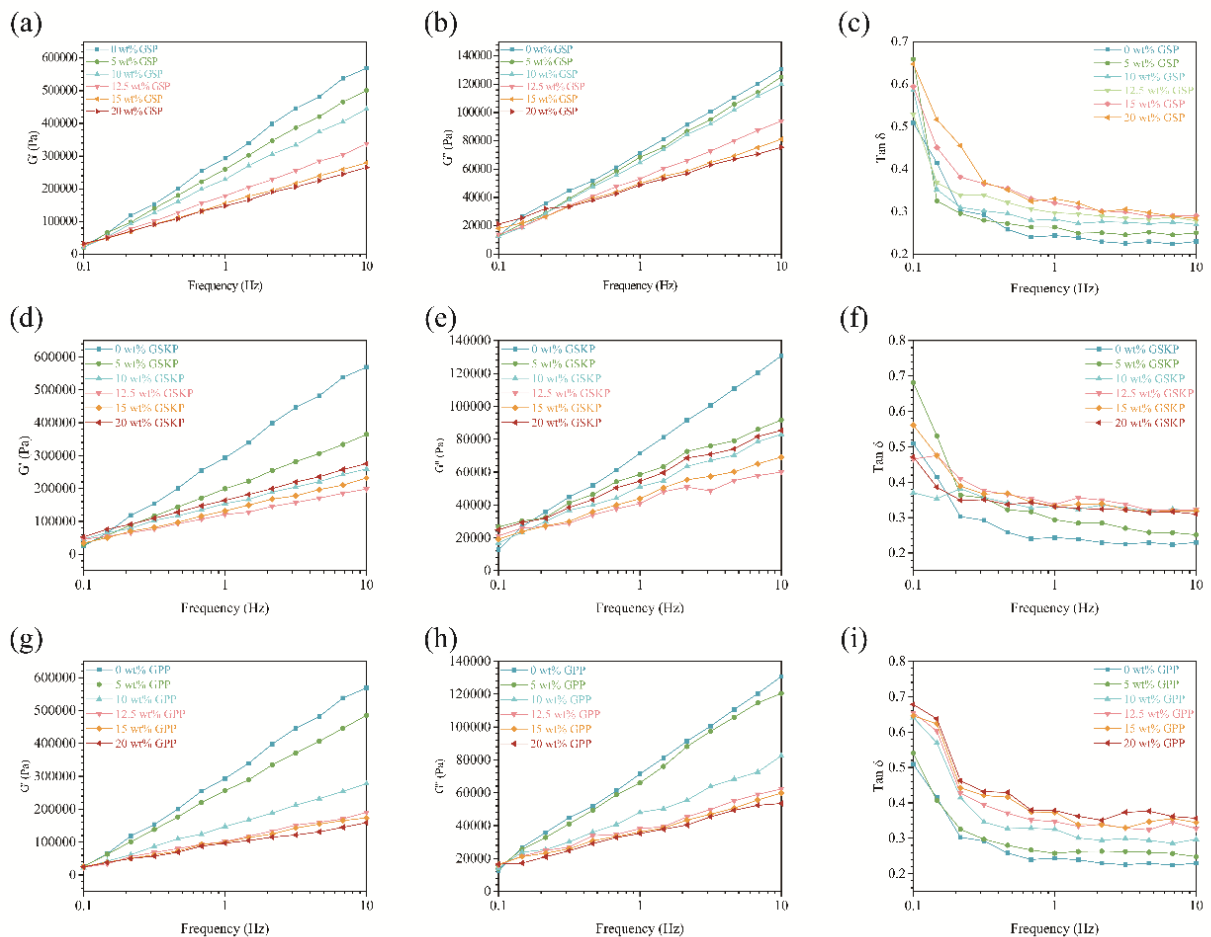 (a)
0 wt% GSP
5 wt% GSP
10 wt% GSP
12.5 wt% GSP
15 wt% GSP
20 wt% GSP
600000
500000
400000
300000
200000
100000
0
G' (Pa)
0.1
1
10
Frequency (Hz)
(b)
0 wt% GSP
5 wt% GSP
10 wt% GSP
12.5 wt% GSP
15 wt% GSP
20 wt% GSP
140000
120000
100000
80000
60000
40000
20000
0
G" (Pa)
0.1
1
10
Frequency (Hz)
(c)
0 wt% GSP
5 wt% GSP
10 wt% GSP
12.5 wt% GSP
15 wt% GSP
20 wt% GSP
0.7
0.6
0.5
0.4
0.3
0.2
Tan δ
0.1
1
10
Frequency (Hz)
(d)
0 wt% GSKP
5 wt% GSKP
10 wt% GSKP
12.5 wt% GSKP
15 wt% GSKP
20 wt% GSKP
600000
500000
400000
300000
200000
100000
0
G' (Pa)
0.1
1
10
Frequency (Hz)
(e)
0 wt% GSKP
5 wt% GSKP
10 wt% GSKP
12.5 wt% GSKP
15 wt% GSKP
20 wt% GSKP
140000
120000
100000
80000
60000
40000
20000
0
G" (Pa)
0.1
1
10
Frequency (Hz)
(f)
0 wt% GSKP
5 wt% GSKP
10 wt% GSKP
12.5 wt% GSKP
15 wt% GSKP
20 wt% GSKP
0.8
0.7
0.6
0.5
0.4
0.3
0.2
Tan δ
0.1
1
10
Frequency (Hz)
(g)
0 wt% GPP
5 wt% GPP
10 wt% GPP
12.5 wt% GPP
15 wt% GPP
20 wt% GPP
600000
500000
400000
300000
200000
100000
0
G' (Pa)
0.1
1
10
Frequency (Hz)
(h)
0 wt% GPP
5 wt% GPP
10 wt% GPP
12.5 wt% GPP
15 wt% GPP
20 wt% GPP
140000
120000
100000
80000
60000
40000
20000
0
G" (Pa)
0.1
1
10
Frequency (Hz)
(i)
0 wt% GPP
5 wt% GPP
10 wt% GPP
12.5 wt% GPP
15 wt% GPP
20 wt% GPP
0.8
0.7
0.6
0.5
0.4
0.3
0.2
Tan δ
0.1
1
10
Frequency (Hz)